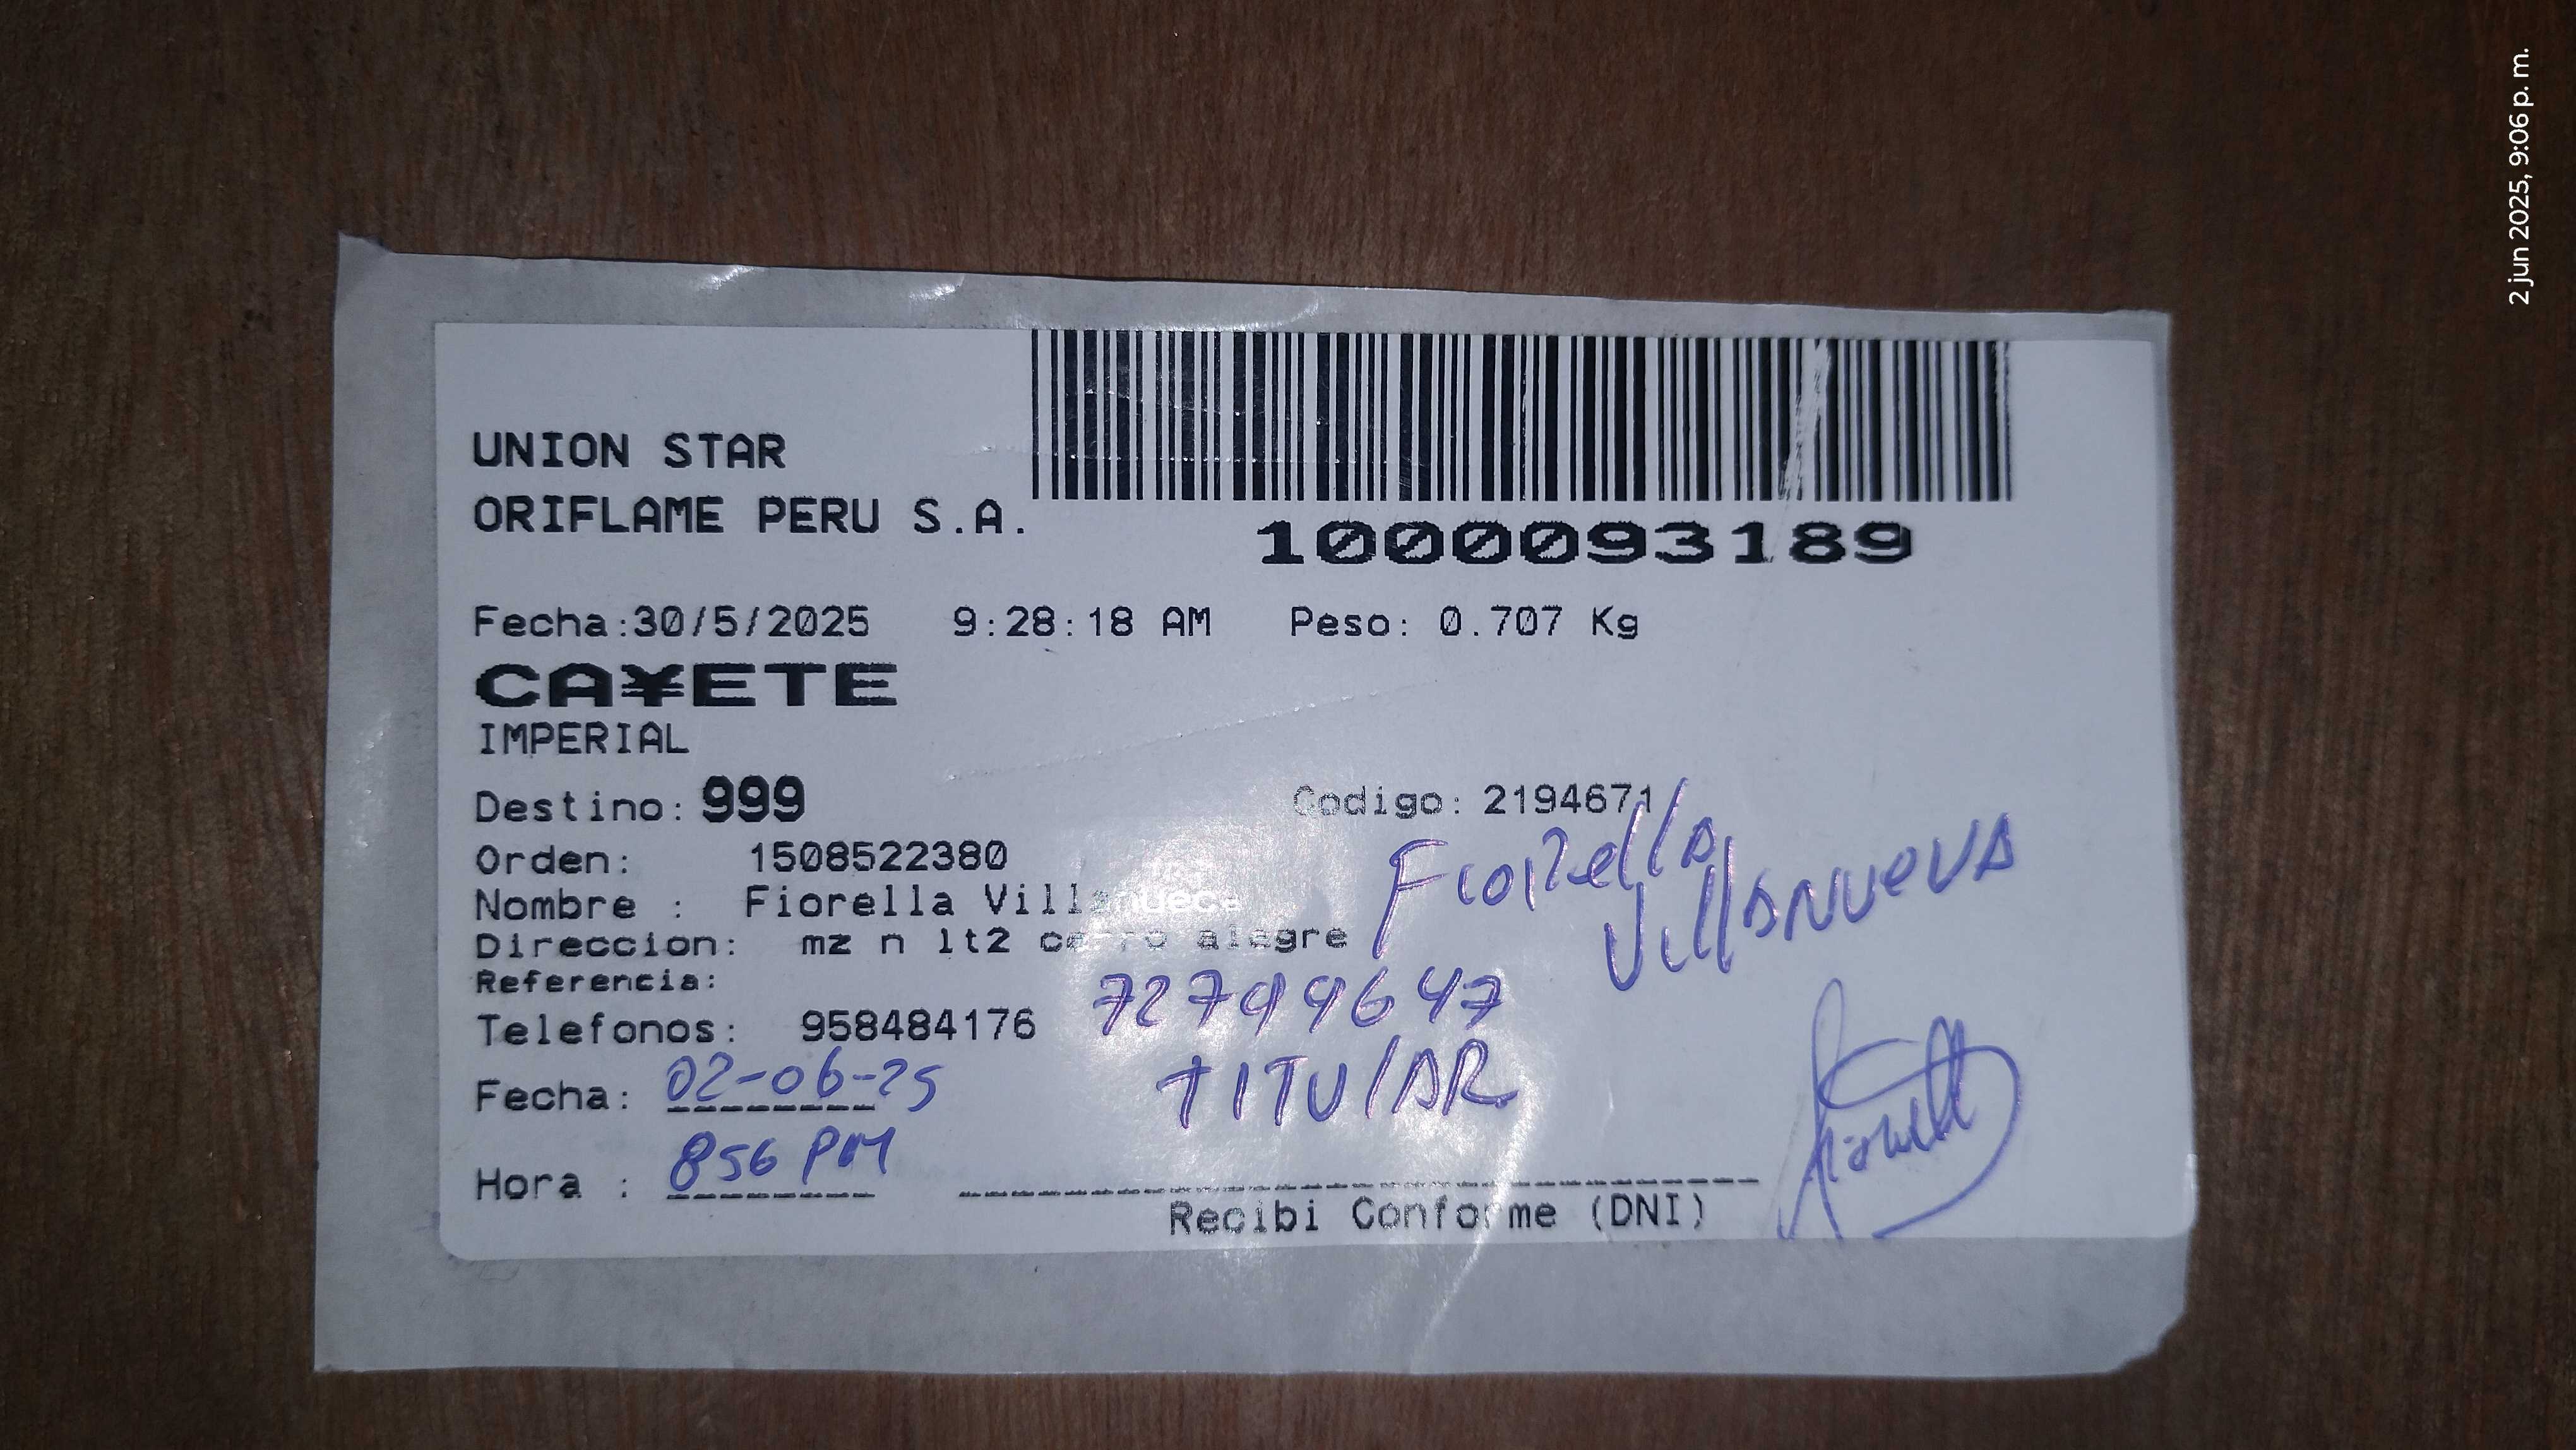 2 jun 2025, 9:06 p. m.
UNION STAR
ORIFLAME PERU S.A.
1000093189
Fecha:30/5/2025 9:28:18 AM Peso: 0.707 Kg
CA¥ETE
IMPERIAL
Destino: 999 Codigo: 2194671
Orden: 1508522380
Fiorella
Villanueva
Nombre : Fiorella Villanueca
Direccion: mz n lt2 cerro alegre
Referencia:
72799647
Telefonos: 958484176
TITULAR
Fecha: 02-06-25
Hora : 856 PM
Recibi Conforme (DNI)